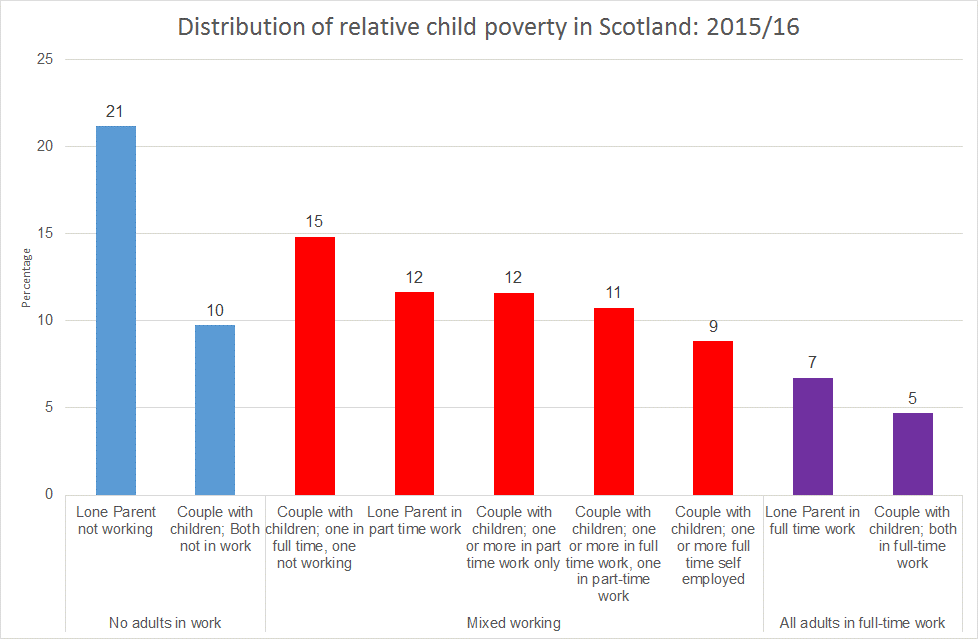 Distribution of relative child poverty in Scotland: 2015/16
25
20
15
10
5
0
Percentage
21
10
15
12
12
11
9
7
5
Lone Parent
not working
Couple with
children; Both
not in work
Couple with
children; one in
full time, one
not working
Lone Parent in
part time work
Couple with
children; one
or more in part
time work only
Couple with
children; one
or more in full
time work, one
in part-time
work
Couple with
children; one
or more full
time self
employed
Lone Parent in
full time work
Couple with
children; both
in full-time
work
No adults in work
Mixed working
All adults in full-time work